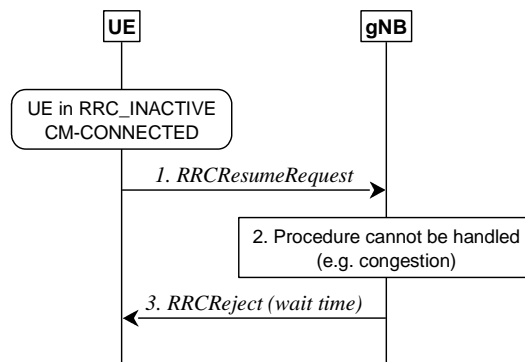 UE
gNB
UE in RRC_INACTIVE
CM-CONNECTED
1. RRCResumeRequest
2. Procedure cannot be handled
(e.g. congestion)
3. RRCReject (wait time)